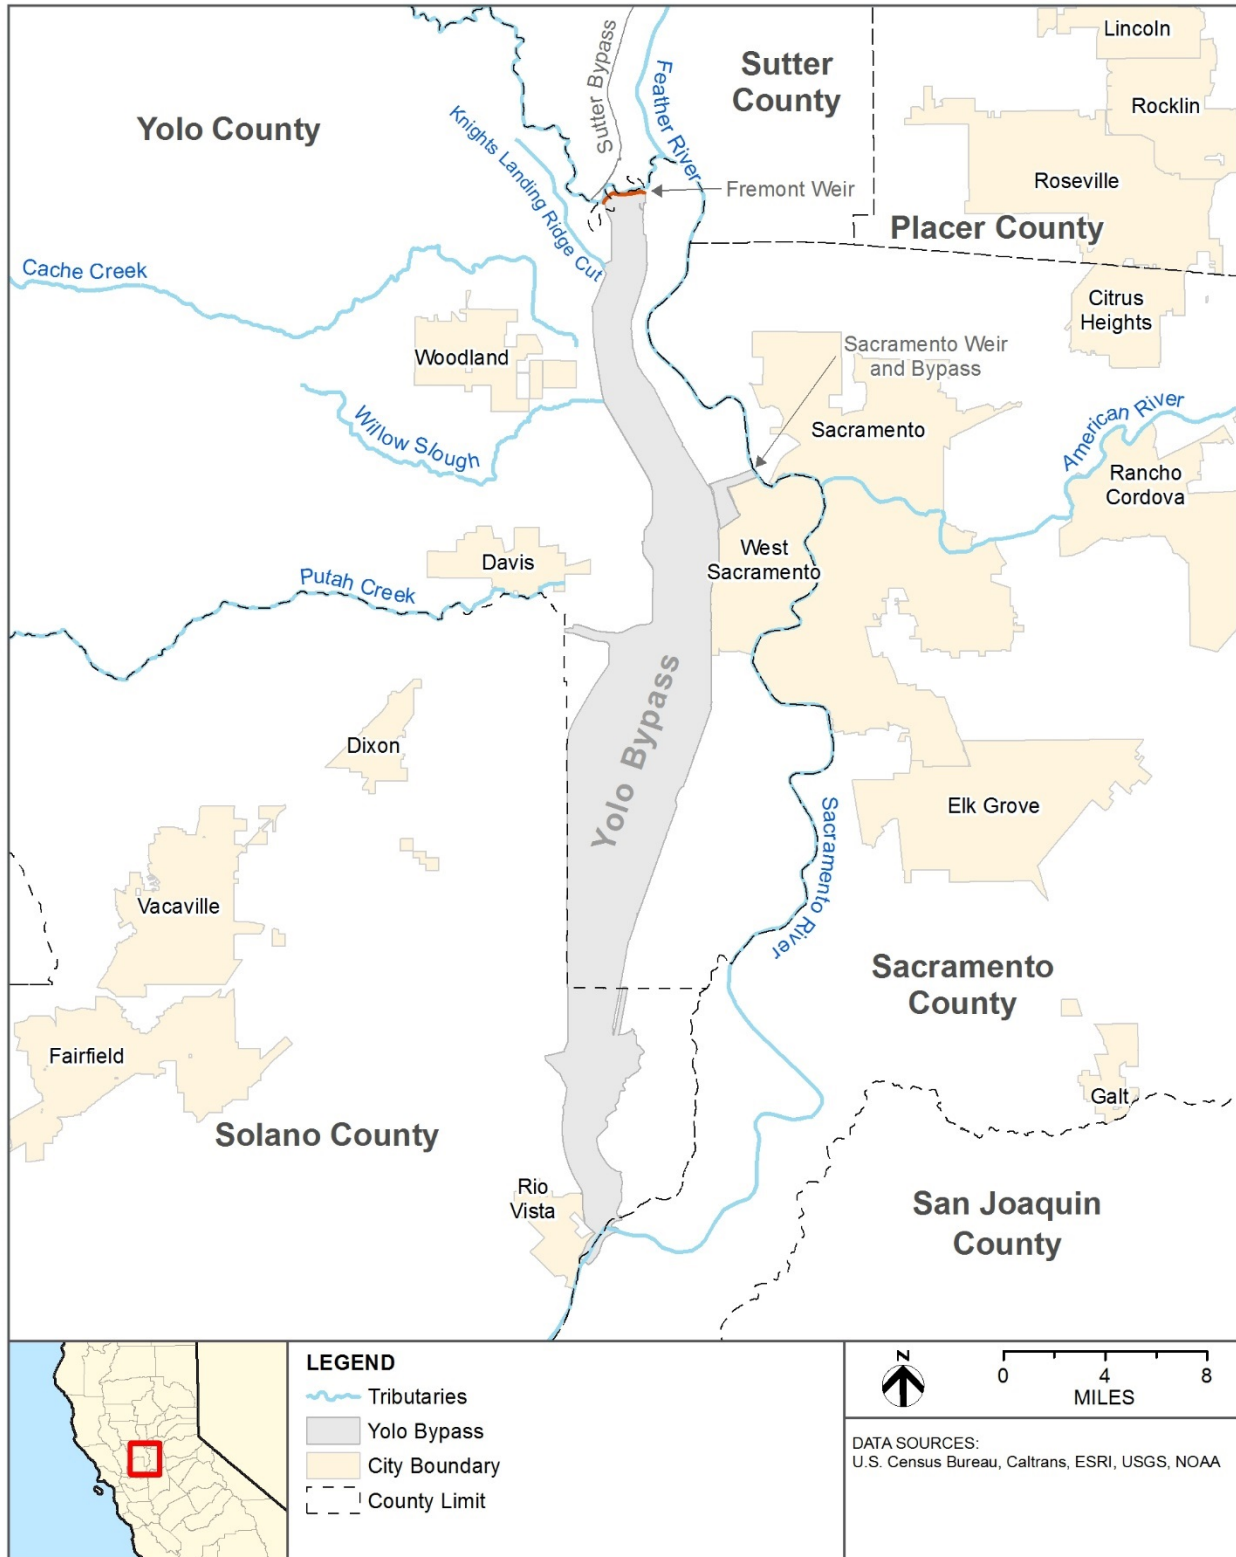 Lincoln
Sutter
County
Rocklin
Yolo County
Sutter Bypass
Feather River
Knights Landing Ridge Cut
Roseville
Fremont Weir
Placer County
Cache Creek
Citrus
Heights
Woodland
Sacramento Weir
and Bypass
Willow Slough
Sacramento
American River
Rancho
Cordova
Davis
West
Sacramento
Putah Creek
Yolo Bypass
Dixon
Elk Grove
Sacramento River
Vacaville
Sacramento
County
Fairfield
Galt
Solano County
Rio
Vista
San Joaquin
County
LEGEND
Tributaries
Yolo Bypass
City Boundary
County Limit
N
0 4 8
MILES
DATA SOURCES:
U.S. Census Bureau, Caltrans, ESRI, USGS, NOAA